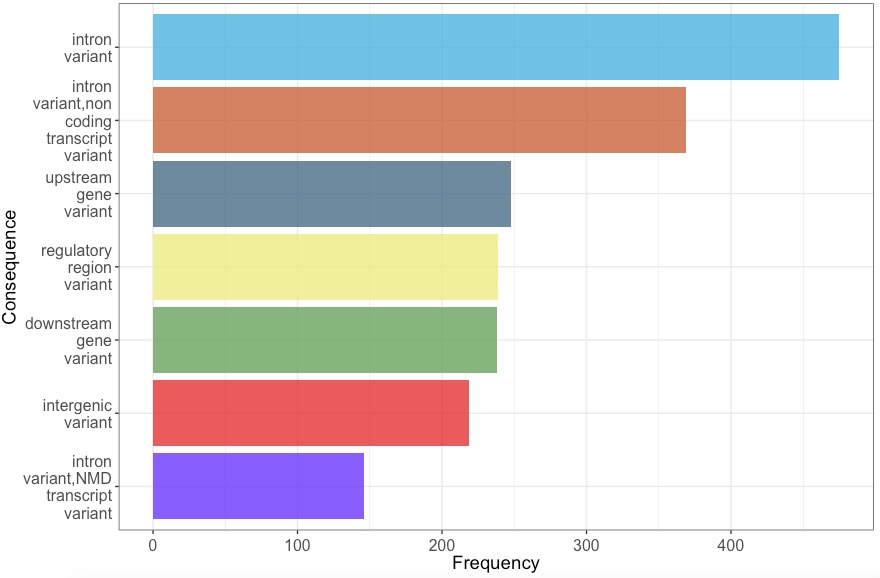 intron
variant
intron
variant,non
coding
transcript
variant
upstream
gene
variant
regulatory
region
variant
downstream
gene
variant
intergenic
variant
intron
variant,NMD
transcript
variant
Consequence
0 100 200 300 400
Frequency